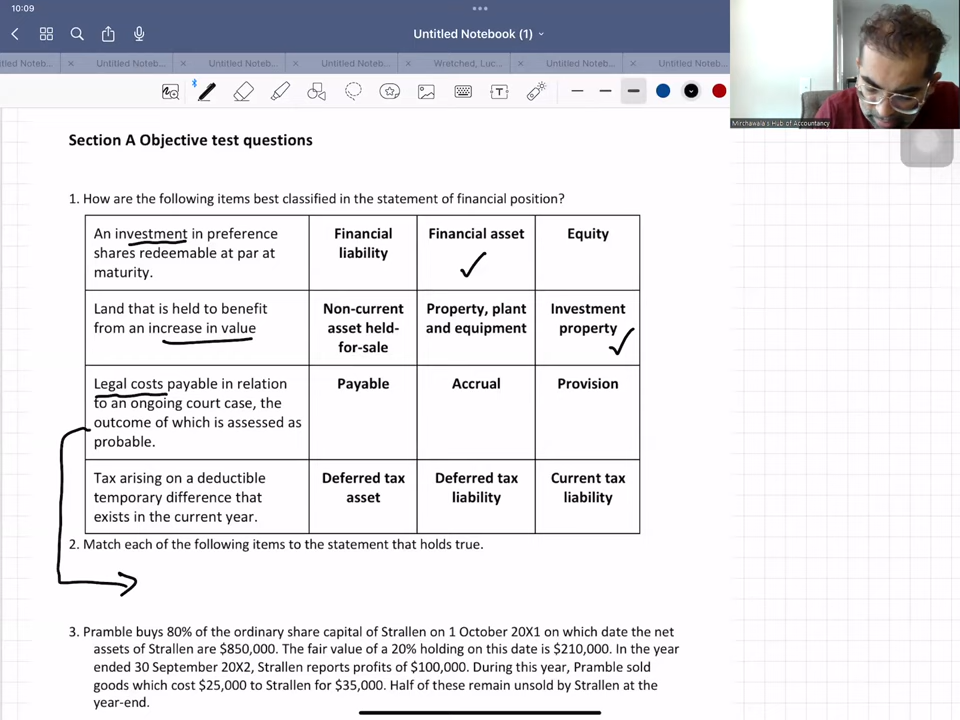 10:09
Untitled Notebook (1)
Untitled Noteb...
Untitled Noteb...
Untitled Noteb...
Wretched, Luc...
Untitled Noteb...
Untitled Noteb...
Mirchawala's Hub of Accountancy
Section A Objective test questions
1. How are the following items best classified in the statement of financial position?
An investment in preference
shares redeemable at par at
maturity.
Financial
liability
Financial asset
Equity
Land that is held to benefit
from an increase in value
Non-current
asset held-
for-sale
Property, plant
and equipment
Investment
property
Legal costs payable in relation
to an ongoing court case, the
outcome of which is assessed as
probable.
Payable
Accrual
Provision
Tax arising on a deductible
temporary difference that
exists in the current year.
Deferred tax
asset
Deferred tax
liability
Current tax
liability
2. Match each of the following items to the statement that holds true.
3. Pramble buys 80% of the ordinary share capital of Strallen on 1 October 20X1 on which date the net
assets of Strallen are $850,000. The fair value of a 20% holding on this date is $210,000. In the year
ended 30 September 20X2, Strallen reports profits of $100,000. During this year, Pramble sold
goods which cost $25,000 to Strallen for $35,000. Half of these remain unsold by Strallen at the
year-end.